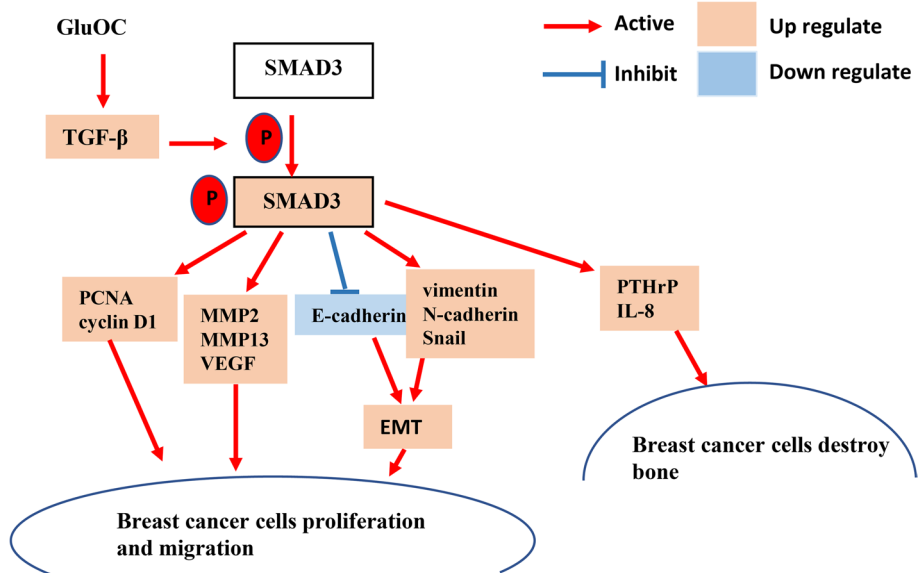 GluOC
SMAD3
Active
Up regulate
Inhibit
Down regulate
TGF-β
P
P
SMAD3
PCNA
cyclin D1
MMP2
MMP13
VEGF
E-cadherin
vimentin
N-cadherin
Snail
PTHrP
IL-8
EMT
Breast cancer cells destroy
bone
Breast cancer cells proliferation
and migration